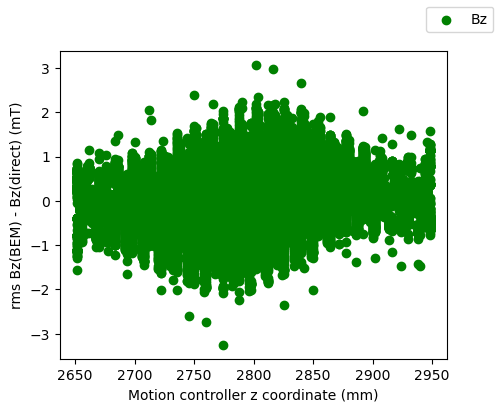 Bz
3
2
1
0
−1
−2
−3
rms Bz(BEM) - Bz(direct) (mT)
2650 2700 2750 2800 2850 2900 2950
Motion controller z coordinate (mm)